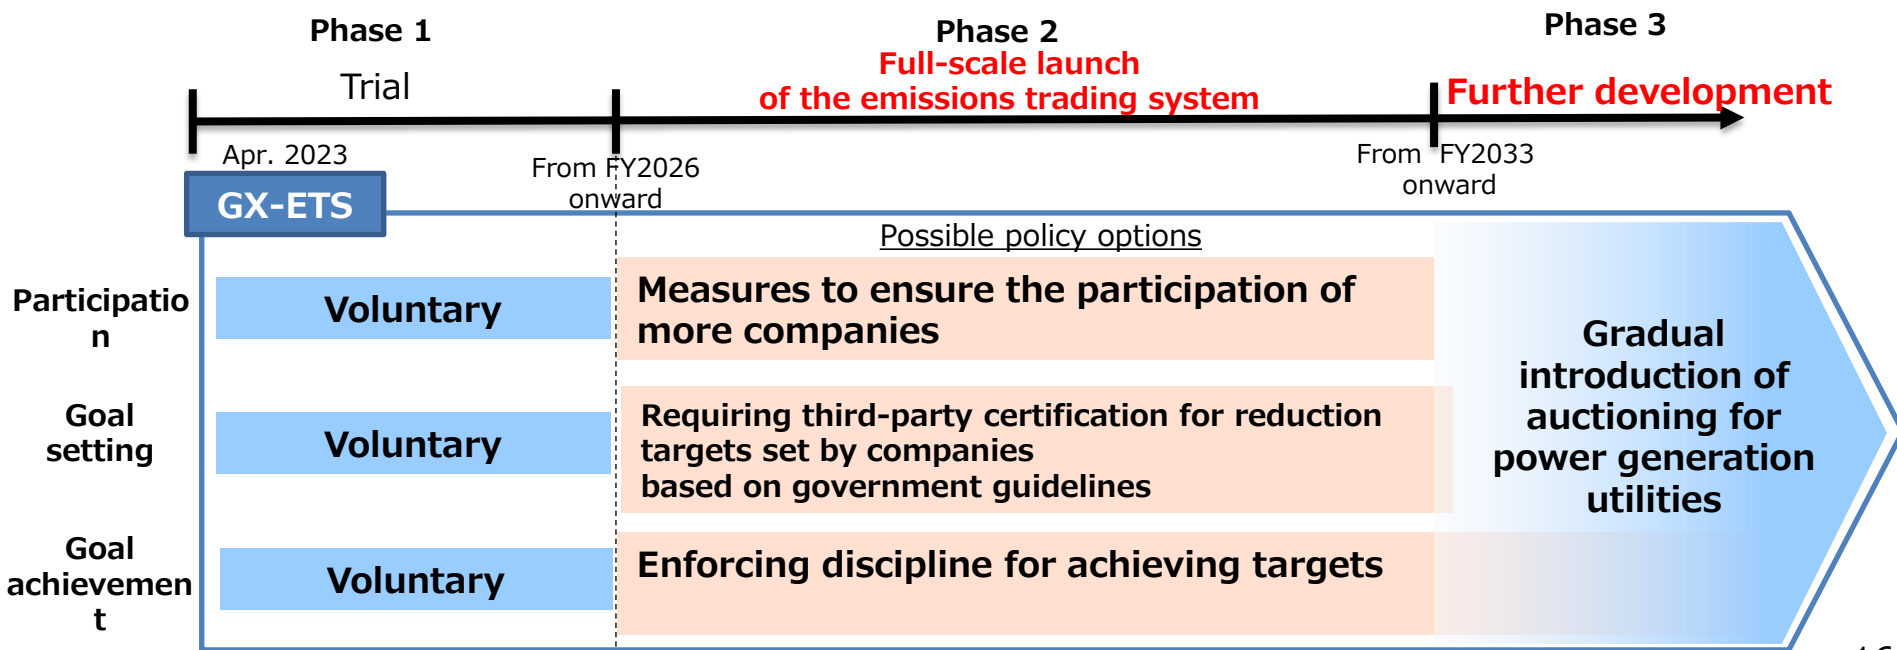 Phase 1
Phase 2
Phase 3
Trial
Full-scale launch
of the emissions trading system
Further development
Apr. 2023
From FY2026
onward
From FY2033
onward
GX-ETS
Possible policy options
Participatio
n
Voluntary
Measures to ensure the participation of
more companies
Goal
setting
Voluntary
Requiring third-party certification for reduction
targets set by companies
based on government guidelines
Goal
achievemen
t
Voluntary
Enforcing discipline for achieving targets
Gradual
introduction of
auctioning for
power generation
utilities